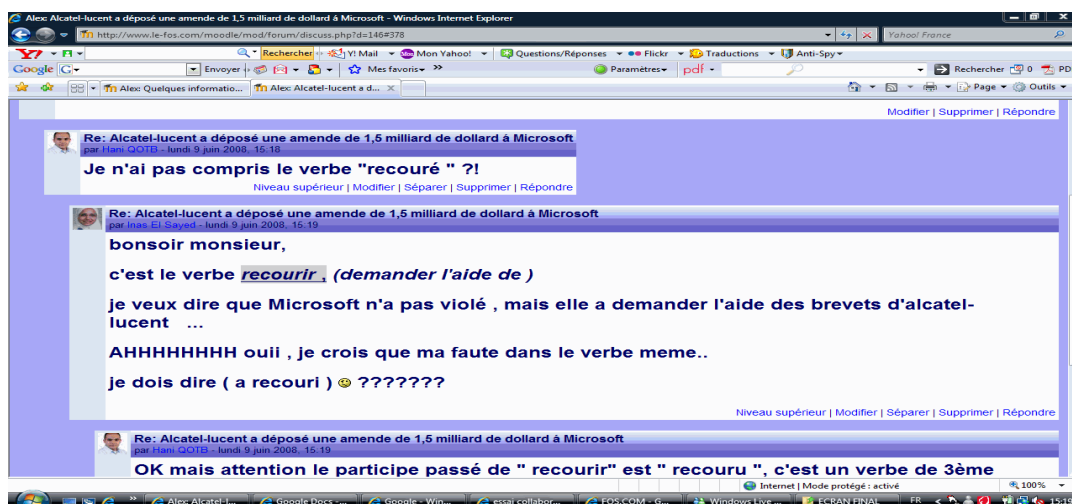 Alex: Alcatel-lucent a déposé une amende de 1,5 milliard de dollard á Microsoft - Windows Internet Explorer
http://www.le-fos.com/moodle/mod/forum/discuss.php?d=146#378
Yahoo! France
Y! Rechercher Y! Mail Mon Yahoo! Questions/Réponses Flickr Traductions Anti-Spy
Google G Envoyer Mes favoris » Paramètres pdf Rechercher 0 PD
Alex: Quelques informatio... Alex: Alcatel-lucent a d... X Page Outils
Modifier | Supprimer | Répondre
Re: Alcatel-lucent a déposé une amende de 1,5 milliard de dollard á Microsoft
par Hani QOTB - lundi 9 juin 2008, 15:18
Je n'ai pas compris le verbe "recouré " ?!
Niveau supérieur | Modifier | Séparer | Supprimer | Répondre
Re: Alcatel-lucent a déposé une amende de 1,5 milliard de dollard á Microsoft
par Inas El Sayed - lundi 9 juin 2008, 15:19
bonsoir monsieur,
c'est le verbe recourir , (demander l'aide de )
je veux dire que Microsoft n'a pas violé , mais elle a demander l'aide des brevets d'alcatel-
lucent ...
AHHHHHHHH ouii , je crois que ma faute dans le verbe meme..
je dois dire ( a recouri ) ???????
Niveau supérieur | Modifier | Séparer | Supprimer | Répondre
Re: Alcatel-lucent a déposé une amende de 1,5 milliard de dollard á Microsoft
par Hani QOTB - lundi 9 juin 2008, 15:19
OK mais attention le participe passé de " recourir" est " recouru ", c'est un verbe de 3ème
Internet | Mode protégé : activé 100%
» Alex: Alcatel-l... Google Docs -... Google - Win... essai collabor... FOS.COM - G... Windows Live ... ECRAN FINAL FR < 15:19